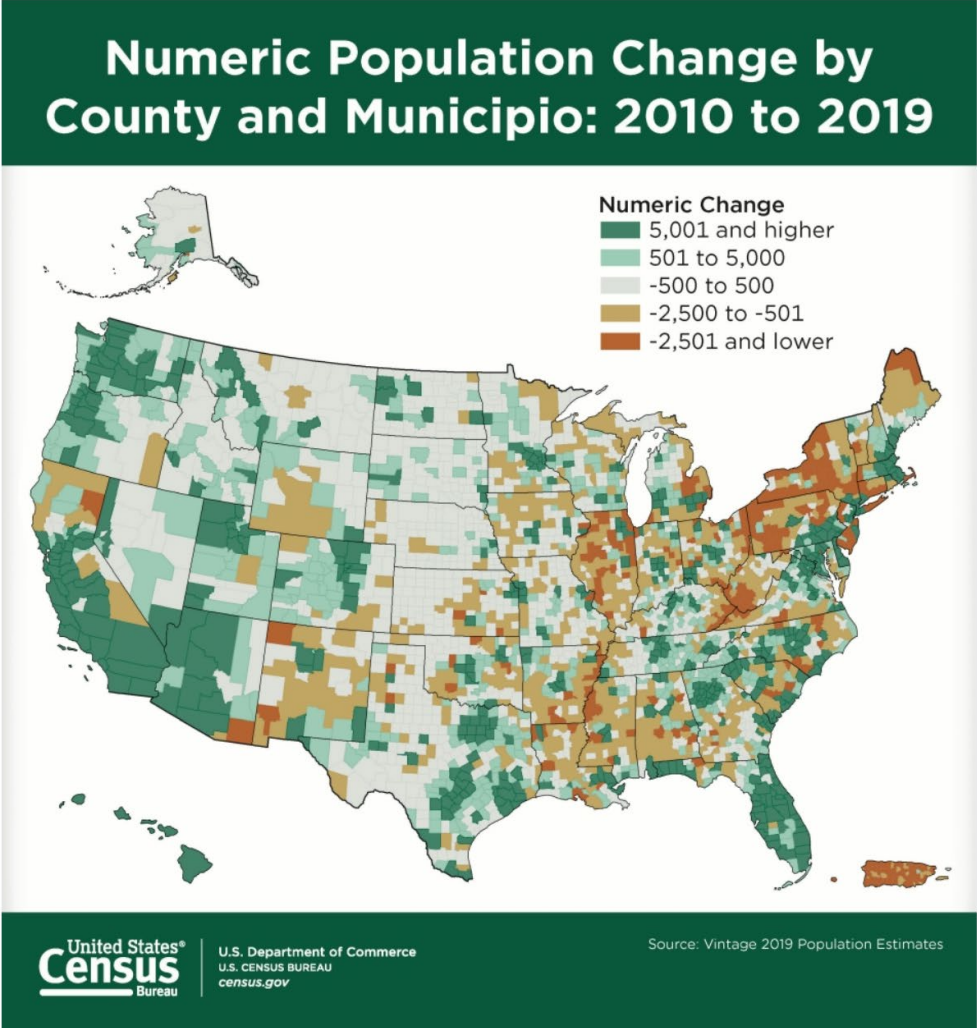 Numeric Population Change by
County and Municipio: 2010 to 2019
Numeric Change
5,001 and higher
501 to 5,000
-500 to 500
-2,500 to -501
-2,501 and lower
United States®
Census
Bureau
U.S. Department of Commerce
U.S. CENSUS BUREAU
census.gov
Source: Vintage 2019 Population Estimates